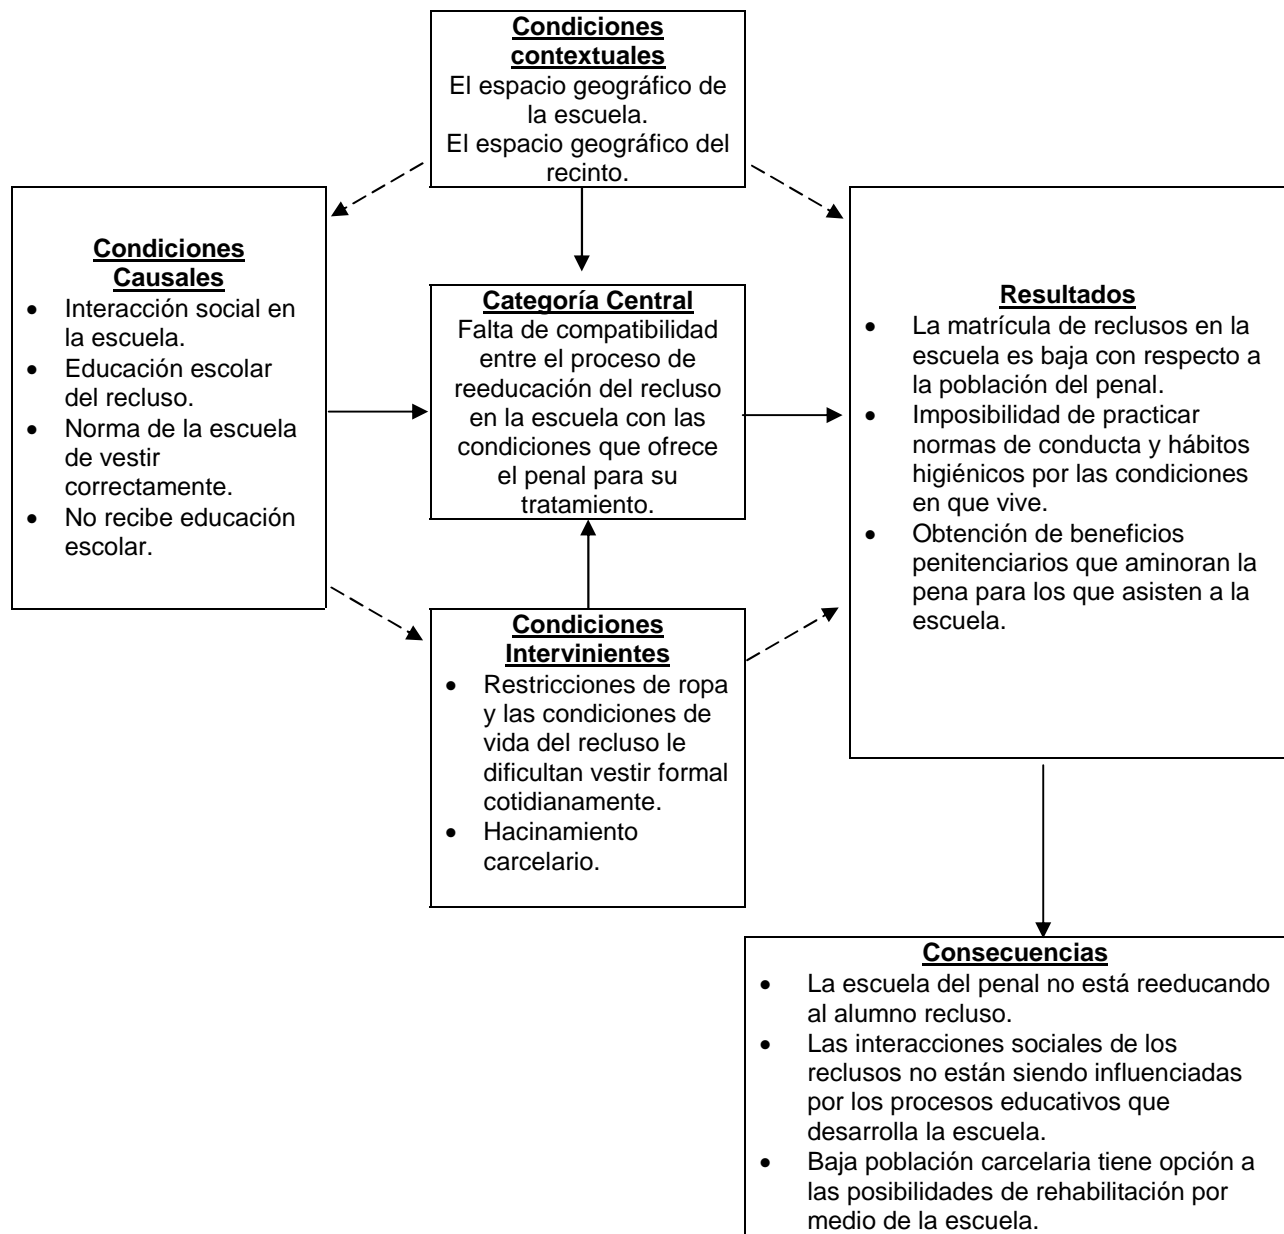 Condiciones
contextuales
El espacio geográfico de
la escuela.
El espacio geográfico del
recinto.
Condiciones
Causales
• Interacción social en
la escuela.
• Educación escolar
del recluso.
• Norma de la escuela
de vestir
correctamente.
• No recibe educación
escolar.
Categoría Central
Falta de compatibilidad
entre el proceso de
reeducación del recluso
en la escuela con las
condiciones que ofrece
el penal para su
tratamiento.
Resultados
• La matrícula de reclusos en la
escuela es baja con respecto a
la población del penal.
• Imposibilidad de practicar
normas de conducta y hábitos
higiénicos por las condiciones
en que vive.
• Obtención de beneficios
penitenciarios que aminoran la
pena para los que asisten a la
escuela.
Condiciones
Intervinientes
• Restricciones de ropa
y las condiciones de
vida del recluso le
dificultan vestir formal
cotidianamente.
• Hacinamiento
carcelario.
Consecuencias
• La escuela del penal no está reeducando
al alumno recluso.
• Las interacciones sociales de los
reclusos no están siendo influenciadas
por los procesos educativos que
desarrolla la escuela.
• Baja población carcelaria tiene opción a
las posibilidades de rehabilitación por
medio de la escuela.